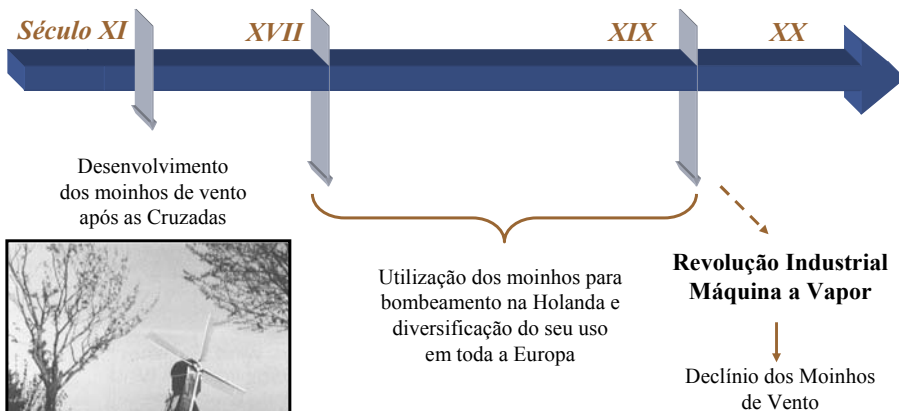 Século XI XVII XIX XX
Desenvolvimento
dos moinhos de vento
após as Cruzadas
Utilização dos moinhos para
bombeamento na Holanda e
diversificação do seu uso
em toda a Europa
Revolução Industrial
Máquina a Vapor
Declínio dos Moinhos
de Vento